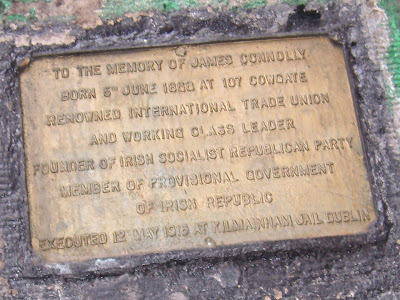 TO THE MEMORY OF JAMES CONNOLLY
BORN 5TH JUNE 1868 AT 107 COWGATE
RENOWNED INTERNATIONAL TRADE UNION
AND WORKING CLASS LEADER
FOUNDER OF IRISH SOCIALIST REPUBLICAN PARTY
MEMBER OF PROVISIONAL GOVERNMENT
OF IRISH REPUBLIC
EXECUTED 12TH MAY 1916 AT KILMAINHAM JAIL DUBLIN